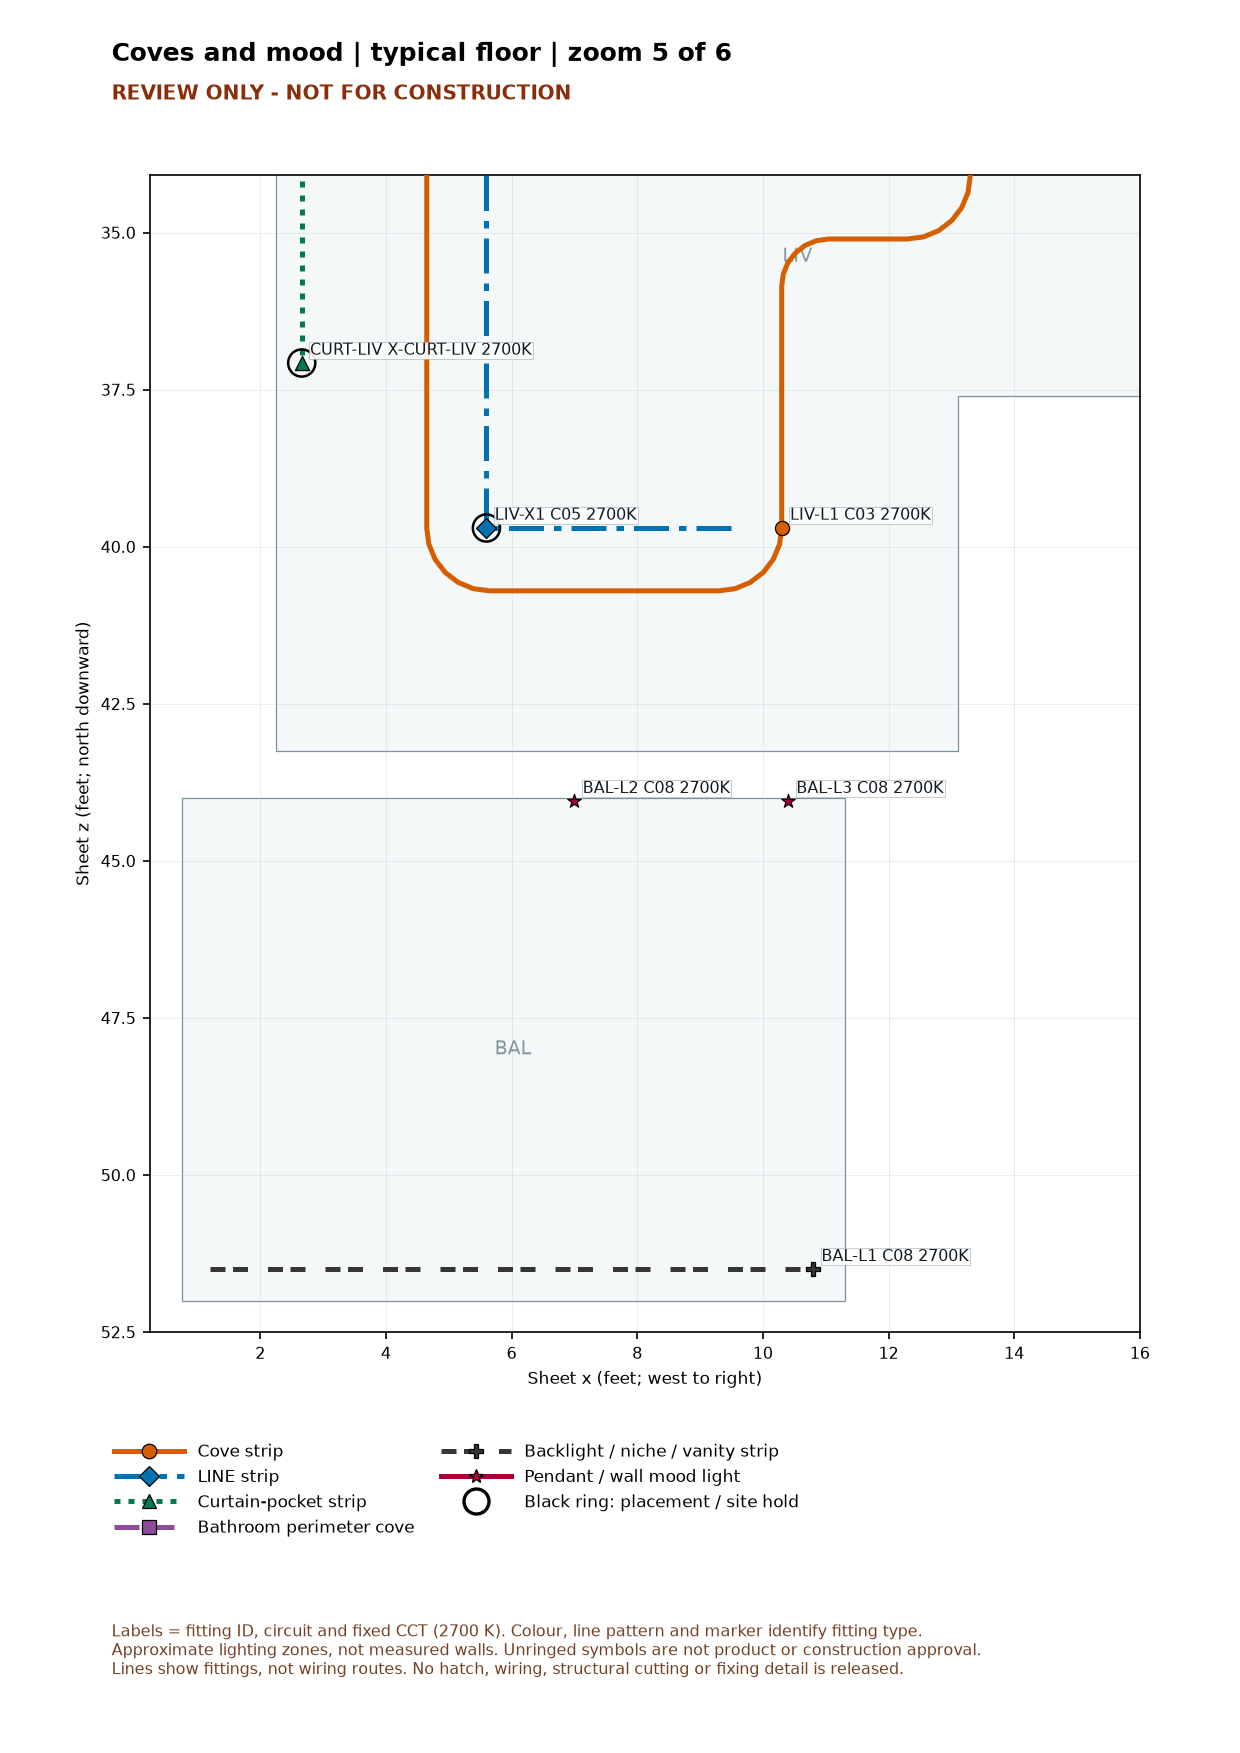 Coves and mood | typical floor | zoom 5 of 6
REVIEW ONLY - NOT FOR CONSTRUCTION
LIV
CURT-LIV X-CURT-LIV 2700K
LIV-X1 C05 2700K
LIV-L1 C03 2700K
BAL-L2 C08 2700K
BAL-L3 C08 2700K
BAL
BAL-L1 C08 2700K
35.0
37.5
40.0
42.5
45.0
47.5
50.0
52.5
Sheet z (feet; north downward)
2 4 6 8 10 12 14 16
Sheet x (feet; west to right)
Cove strip
LINE strip
Curtain-pocket strip
Bathroom perimeter cove
Backlight / niche / vanity strip
Pendant / wall mood light
Black ring: placement / site hold
Labels = fitting ID, circuit and fixed CCT (2700 K). Colour, line pattern and marker identify fitting type.
Approximate lighting zones, not measured walls. Unringed symbols are not product or construction approval.
Lines show fittings, not wiring routes. No hatch, wiring, structural cutting or fixing detail is released.